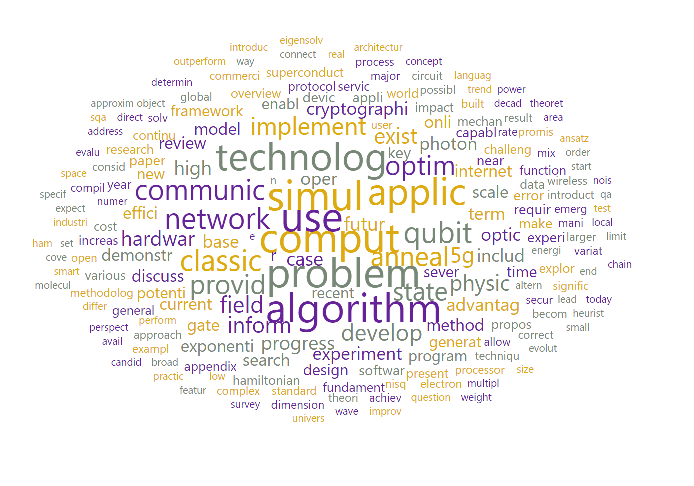 eigensolv
introduc connect real architectur
outperform way process concept
determin commerci superconduct major circuit languag
global overview protocol servic possibl trend power
approxim object framework enabl devic appli world built decad theoret
sqa direct solv cryptographi impact result area
address continu model implement exist user onli mechan capabl rate promis
evalu research review technolog key photon challeng mix order ansatz
space paper high optim near function start
consid new n oper internet data wireless nois
specif compil year communic simul applic scale error introduct qa
expect numer effici network use futur term requir emerg test
industri cost e comput qubit make mani local
ham set increas hardwar base optic experi larger limit
cove open demonstr classic r case anneal 5g includ energi variat
smart various discuss problem sever time explor end chain
molecul methodolog potenti provid recent state physic altern signific
differ general current field algorithm advantag secur lead today
perspect perform gate inform method propos becom heurist
avail approach exponenti progress develop generat allow correct small
exampl search experiment program techniqu evolut
candid broad appendix design softwar present processor size
practic low hamiltonian fundament nisq electron multipl
featur complex standard theori achiev question weight
survey dimension wave improv
univers